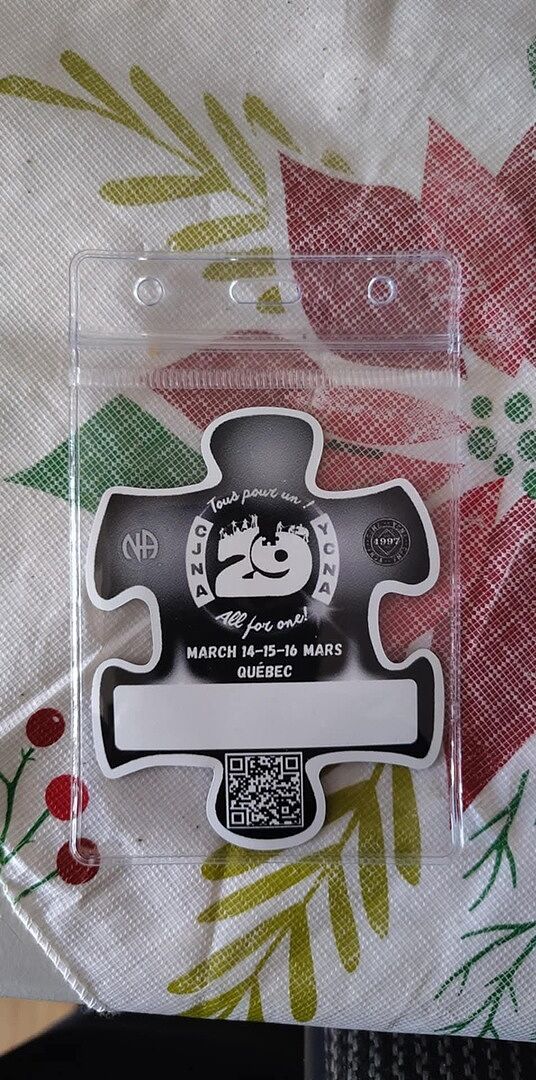 Tous pour un !
CJNA
29
YCNA
All for one!
NA
1997
MARCH 14-15-16 MARS
QUÉBEC